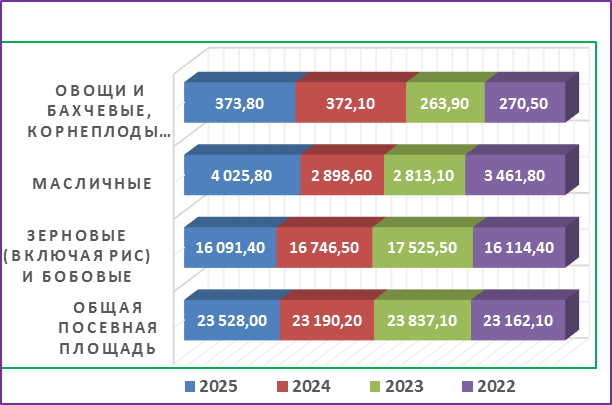 ОВОЩИ И
БАХЧЕВЫЕ,
КОРНЕПЛОДЫ…
373,80 372,10 263,90 270,50
МАСЛИЧНЫЕ
4 025,80 2 898,60 2 813,10 3 461,80
ЗЕРНОВЫЕ
(ВКЛЮЧАЯ РИС)
И БОБОВЫЕ
16 091,40 16 746,50 17 525,50 16 114,40
ОБЩАЯ
ПОСЕВНАЯ
ПЛОЩАДЬ
23 528,00 23 190,20 23 837,10 23 162,10
2025 2024 2023 2022